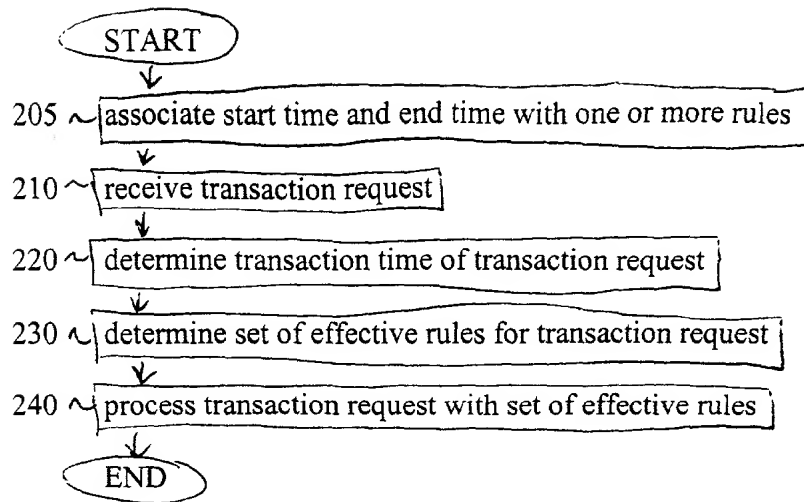 START
205 associate start time and end time with one or more rules
210 receive transaction request
220 determine transaction time of transaction request
230 determine set of effective rules for transaction request
240 process transaction request with set of effective rules
END